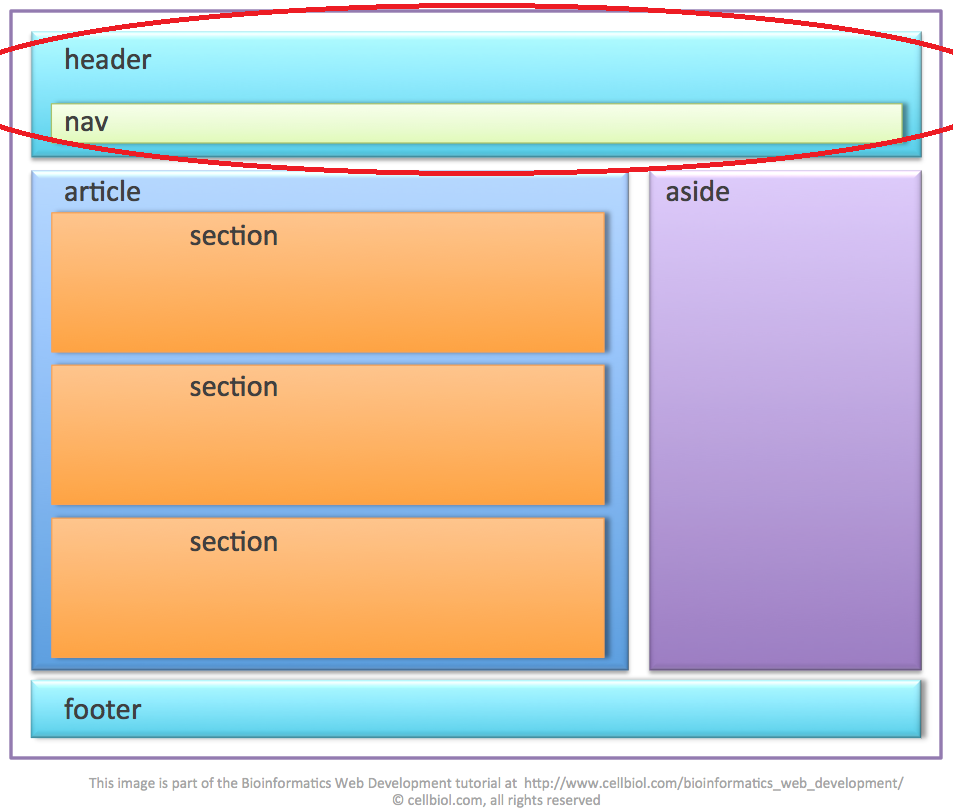 header
nav
article
aside
section
section
section
footer
This image is part of the Bioinformatics Web Development tutorial at http://www.cellbiol.com/bioinformatics_web_development/
© cellbiol.com, all rights reserved